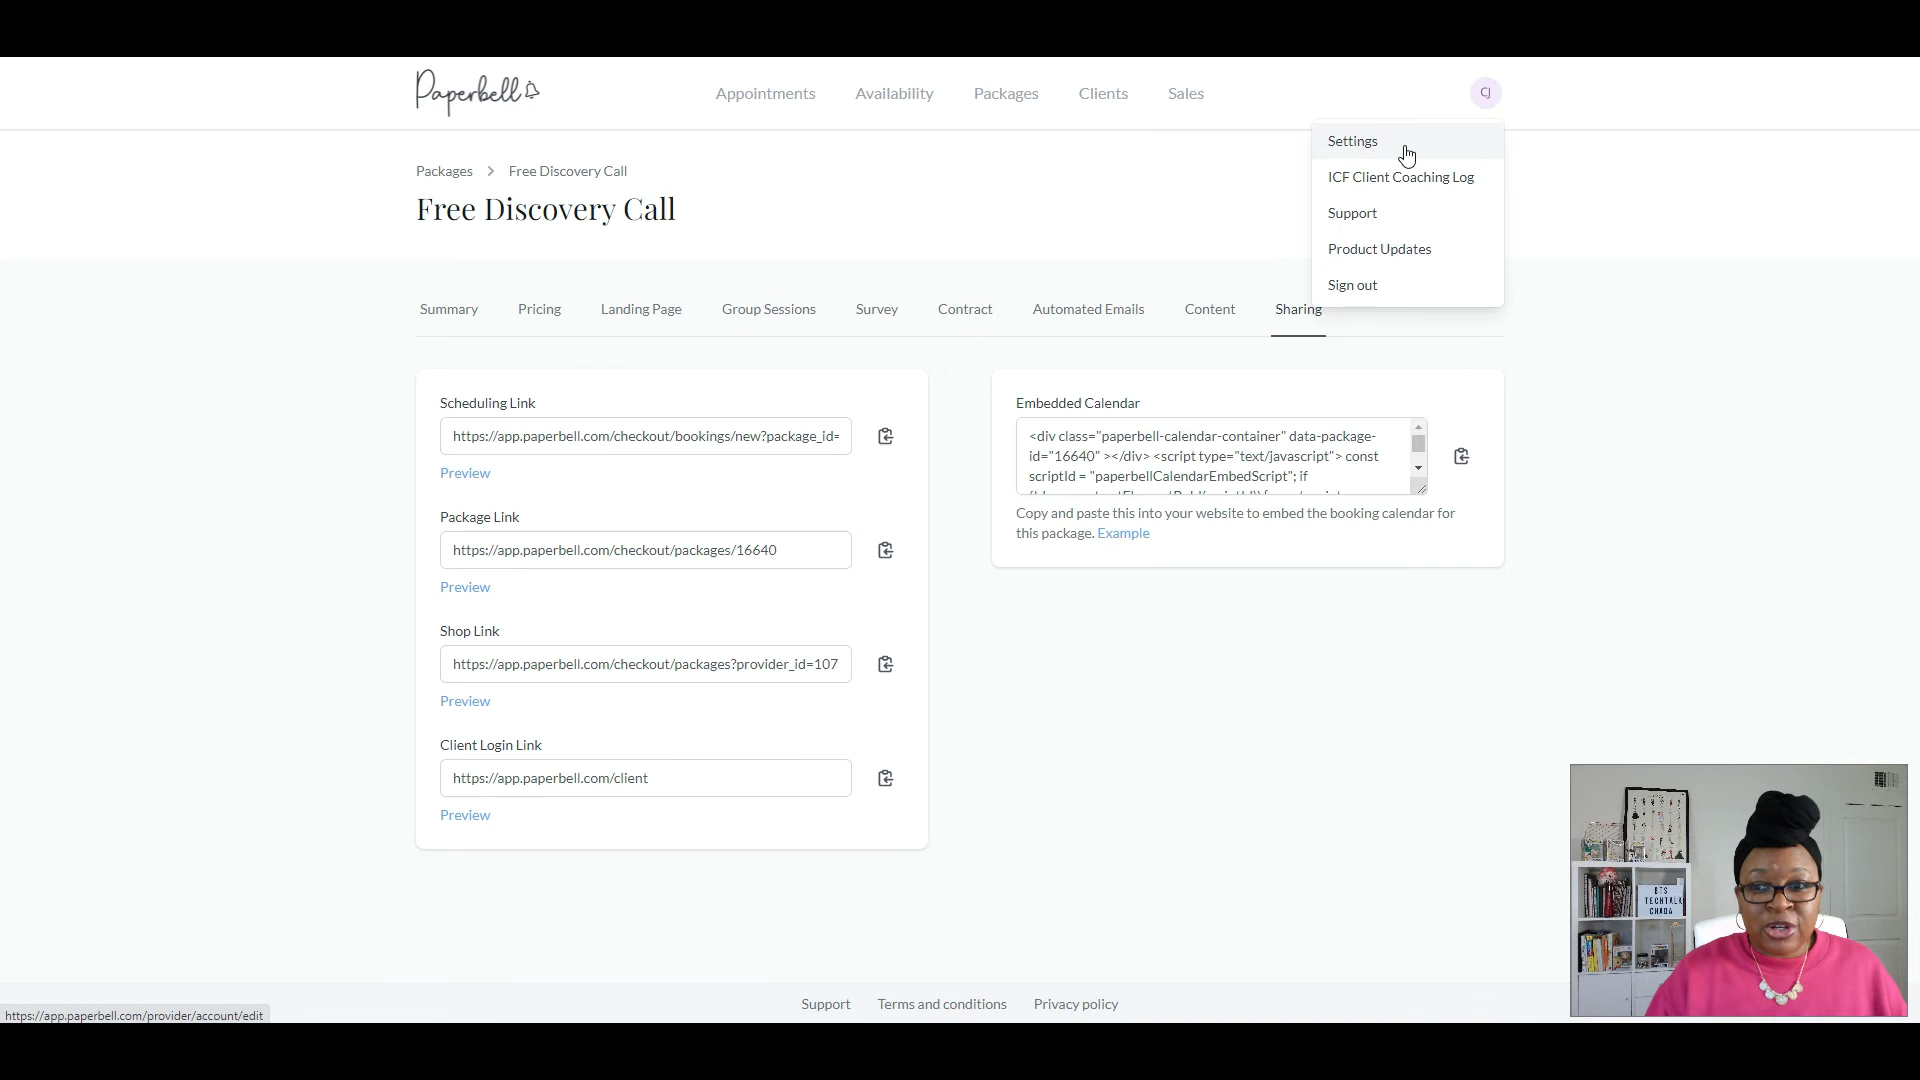 Paperbell
Appointments
Availability
Packages
Clients
Sales
CJ
Settings
ICF Client Coaching Log
Support
Product Updates
Sign out
Packages
Free Discovery Call
Free Discovery Call
Summary
Pricing
Landing Page
Group Sessions
Survey
Contract
Automated Emails
Content
Sharing
Scheduling Link
https://app.paperbell.com/checkout/bookings/new?package_id=
Preview
Package Link
https://app.paperbell.com/checkout/packages/16640
Preview
Shop Link
https://app.paperbell.com/checkout/packages?provider_id=107
Preview
Client Login Link
https://app.paperbell.com/client
Preview
Embedded Calendar
<div class="paperbell-calendar-container" data-package-
id="16640" ></div> <script type="text/javascript"> const
scriptId = "paperbellCalendarEmbedScript"; if
Copy and paste this into your website to embed the booking calendar for
this package. Example
BTS
TECHTALK
CHADA
Support
Terms and conditions
Privacy policy
https://app.paperbell.com/provider/account/edit